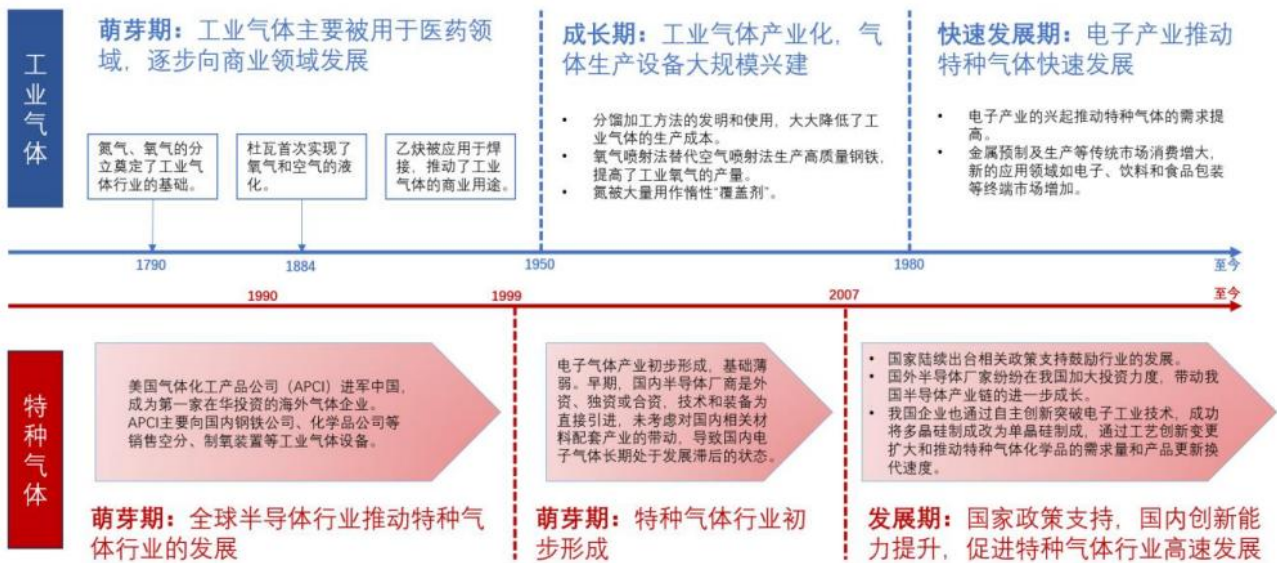 工业气体
萌芽期：工业气体主要被用于医药领
域，逐步向商业领域发展
氮气、氧气的分
立奠定了工业气
体行业的基础。
杜瓦首次实现了
氧气和空气的液
化。
乙炔被应用于焊
接，推动了工业
气体的商业用途。
成长期：工业气体产业化，气
体生产设备大规模兴建
• 分馏加工方法的发明和使用，大大降低了工
业气体的生产成本。
• 氧气喷射法替代空气喷射法生产高质量钢铁，
提高了工业氧气的产量。
• 氮被大量用作惰性“覆盖剂”。
快速发展期：电子产业推动
特种气体快速发展
• 电子产业的兴起推动特种气体的需求提
高。
• 金属预制及生产等传统市场消费增大，
新的应用领域如电子、饮料和食品包装
等终端市场增加。
1790
1884
1950
1980
至今
1990
1999
2007
至今
特种气体
美国气体化工产品公司（APCI）进军中国，
成为第一家在华投资的海外气体企业。
APCI主要向国内钢铁公司、化学品公司等
销售空分、制氧装置等工业气体设备。
萌芽期：全球半导体行业推动特种气
体行业的发展
电子气体产业初步形成，基础薄
弱。早期，国内半导体厂商是外
资、独资或合资，技术和装备为
直接引进，未考虑对国内相关材
料配套产业的带动，导致国内电
子气体长期处于发展滞后的状态。
萌芽期：特种气体行业初
步形成
• 国家陆续出台相关政策支持鼓励行业的发展。
• 国外半导体厂家纷纷在我国加大投资力度，带动我
国半导体产业链的进一步成长。
• 我国企业也通过自主创新突破电子工业技术，成功
将多晶硅制成改为单晶硅制成，通过工艺创新变更
扩大和推动特种气体化学品的需求量和产品更新换
代速度。
发展期：国家政策支持，国内创新能
力提升，促进特种气体行业高速发展